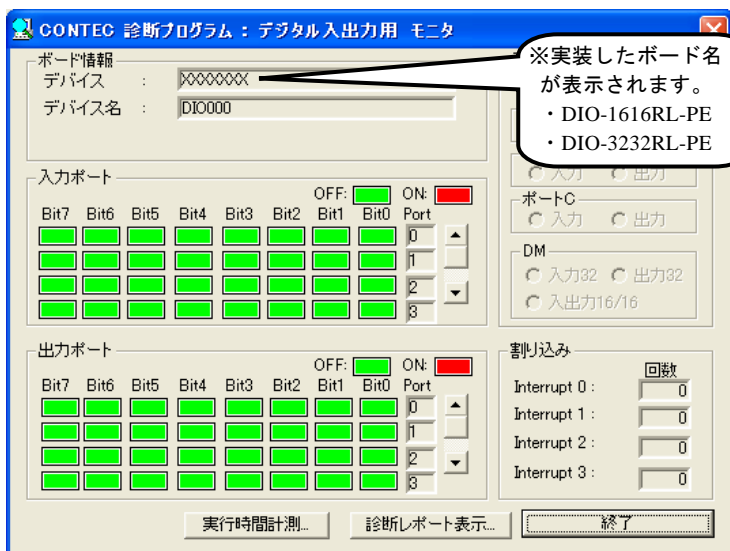 CONTEC 診断プログラム : デジタル入出力用 モニタ
※実装したボード名
が表示されます。
・DIO-1616RL-PE
・DIO-3232RL-PE
ボード情報
デバイス : XXXXXXX
デバイス名 : DIO000
入力ポート
OFF: ON:
Bit7 Bit6 Bit5 Bit4 Bit3 Bit2 Bit1 Bit0 Port
0
1
2
3
入力 出力
ポートC
入力 出力
DM
入力32 出力32
入出力16/16
出力ポート
OFF: ON:
Bit7 Bit6 Bit5 Bit4 Bit3 Bit2 Bit1 Bit0 Port
0
1
2
3
割り込み
回数
Interrupt 0 : 0
Interrupt 1 : 0
Interrupt 2 : 0
Interrupt 3 : 0
実行時間計測...
診断レポート表示...
終了